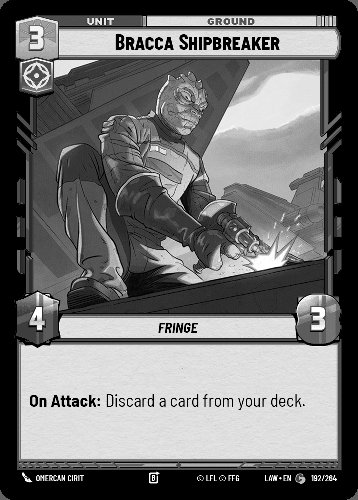 UNIT
GROUND
3
BRACCA SHIPBREAKER
4
3
FRINGE
On Attack: Discard a card from your deck.
OMERCAN CIRIT
© LFL © FFG
LAW • EN
192/264